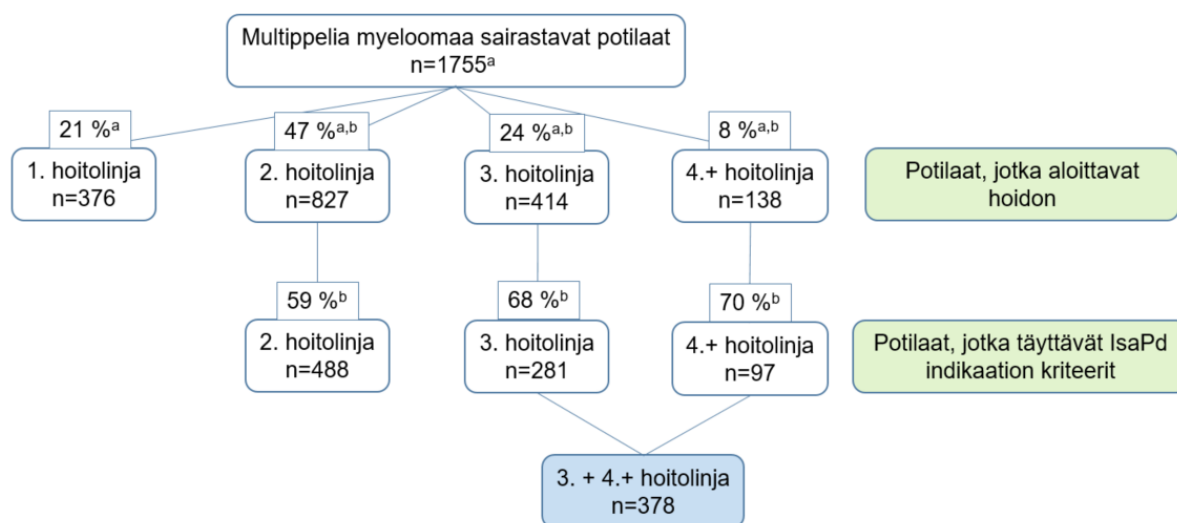 Multippelia myeloomaa sairastavat potilaat
n=1755ᵃ
21 %ᵃ
47 %ᵃ,ᵇ
24 %ᵃ,ᵇ
8 %ᵃ,ᵇ
1. hoitolinja
n=376
2. hoitolinja
n=827
3. hoitolinja
n=414
4.+ hoitolinja
n=138
Potilaat, jotka aloittavat
hoidon
59 %ᵇ
68 %ᵇ
70 %ᵇ
2. hoitolinja
n=488
3. hoitolinja
n=281
4.+ hoitolinja
n=97
Potilaat, jotka täyttävät IsaPd
indikaation kriteerit
3. + 4.+ hoitolinja
n=378